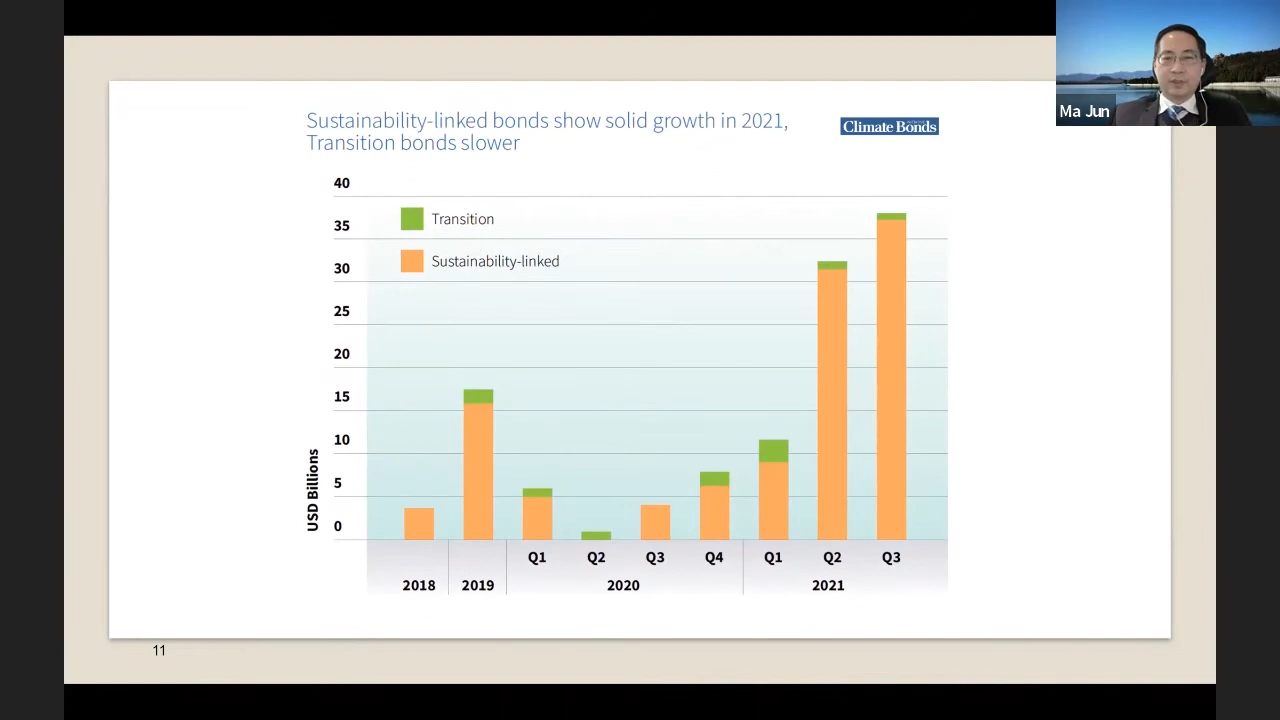 Ma Jun
Sustainability-linked bonds show solid growth in 2021,
Transition bonds slower
Climate Bonds
40
35
30
25
20
15
10
5
0
USD Billions
Transition
Sustainability-linked
Q1 Q2 Q3 Q4 Q1 Q2 Q3
2018 2019 2020 2021
11